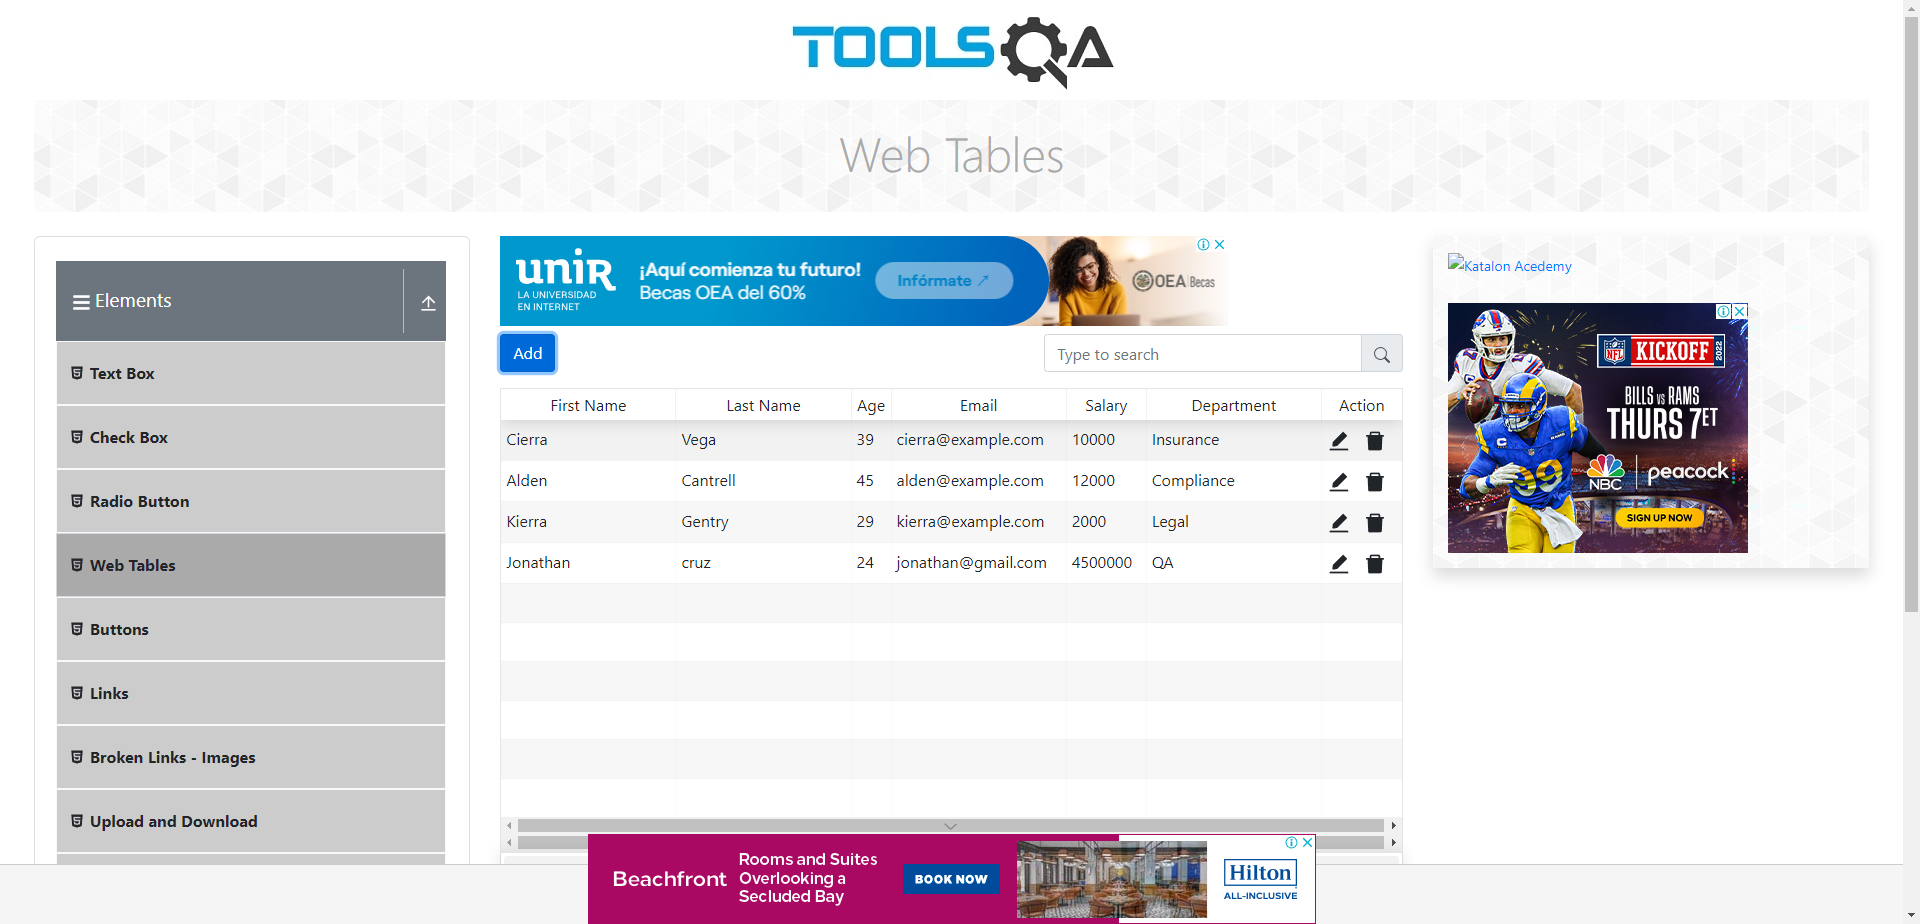 TOOLSQA
Web Tables
Elements
Text Box
Check Box
Radio Button
Web Tables
Buttons
Links
Broken Links - Images
Upload and Download
unir
LA UNIVERSIDAD
EN INTERNET
¡Aquí comienza tu futuro!
Becas OEA del 60%
Infórmate ↗
OEA | Becas
Add
Type to search
First Name Last Name Age Email Salary Department Action
Cierra Vega 39 cierra@example.com 10000 Insurance
Alden Cantrell 45 alden@example.com 12000 Compliance
Kierra Gentry 29 kierra@example.com 2000 Legal
Jonathan cruz 24 jonathan@gmail.com 4500000 QA
Katalon Acedemy
NFL KICKOFF 2022
BILLS VS RAMS
THURS 7ET
NBC peacock
SIGN UP NOW
Beachfront
Rooms and Suites
Overlooking a
Secluded Bay
BOOK NOW
Hilton
ALL-INCLUSIVE